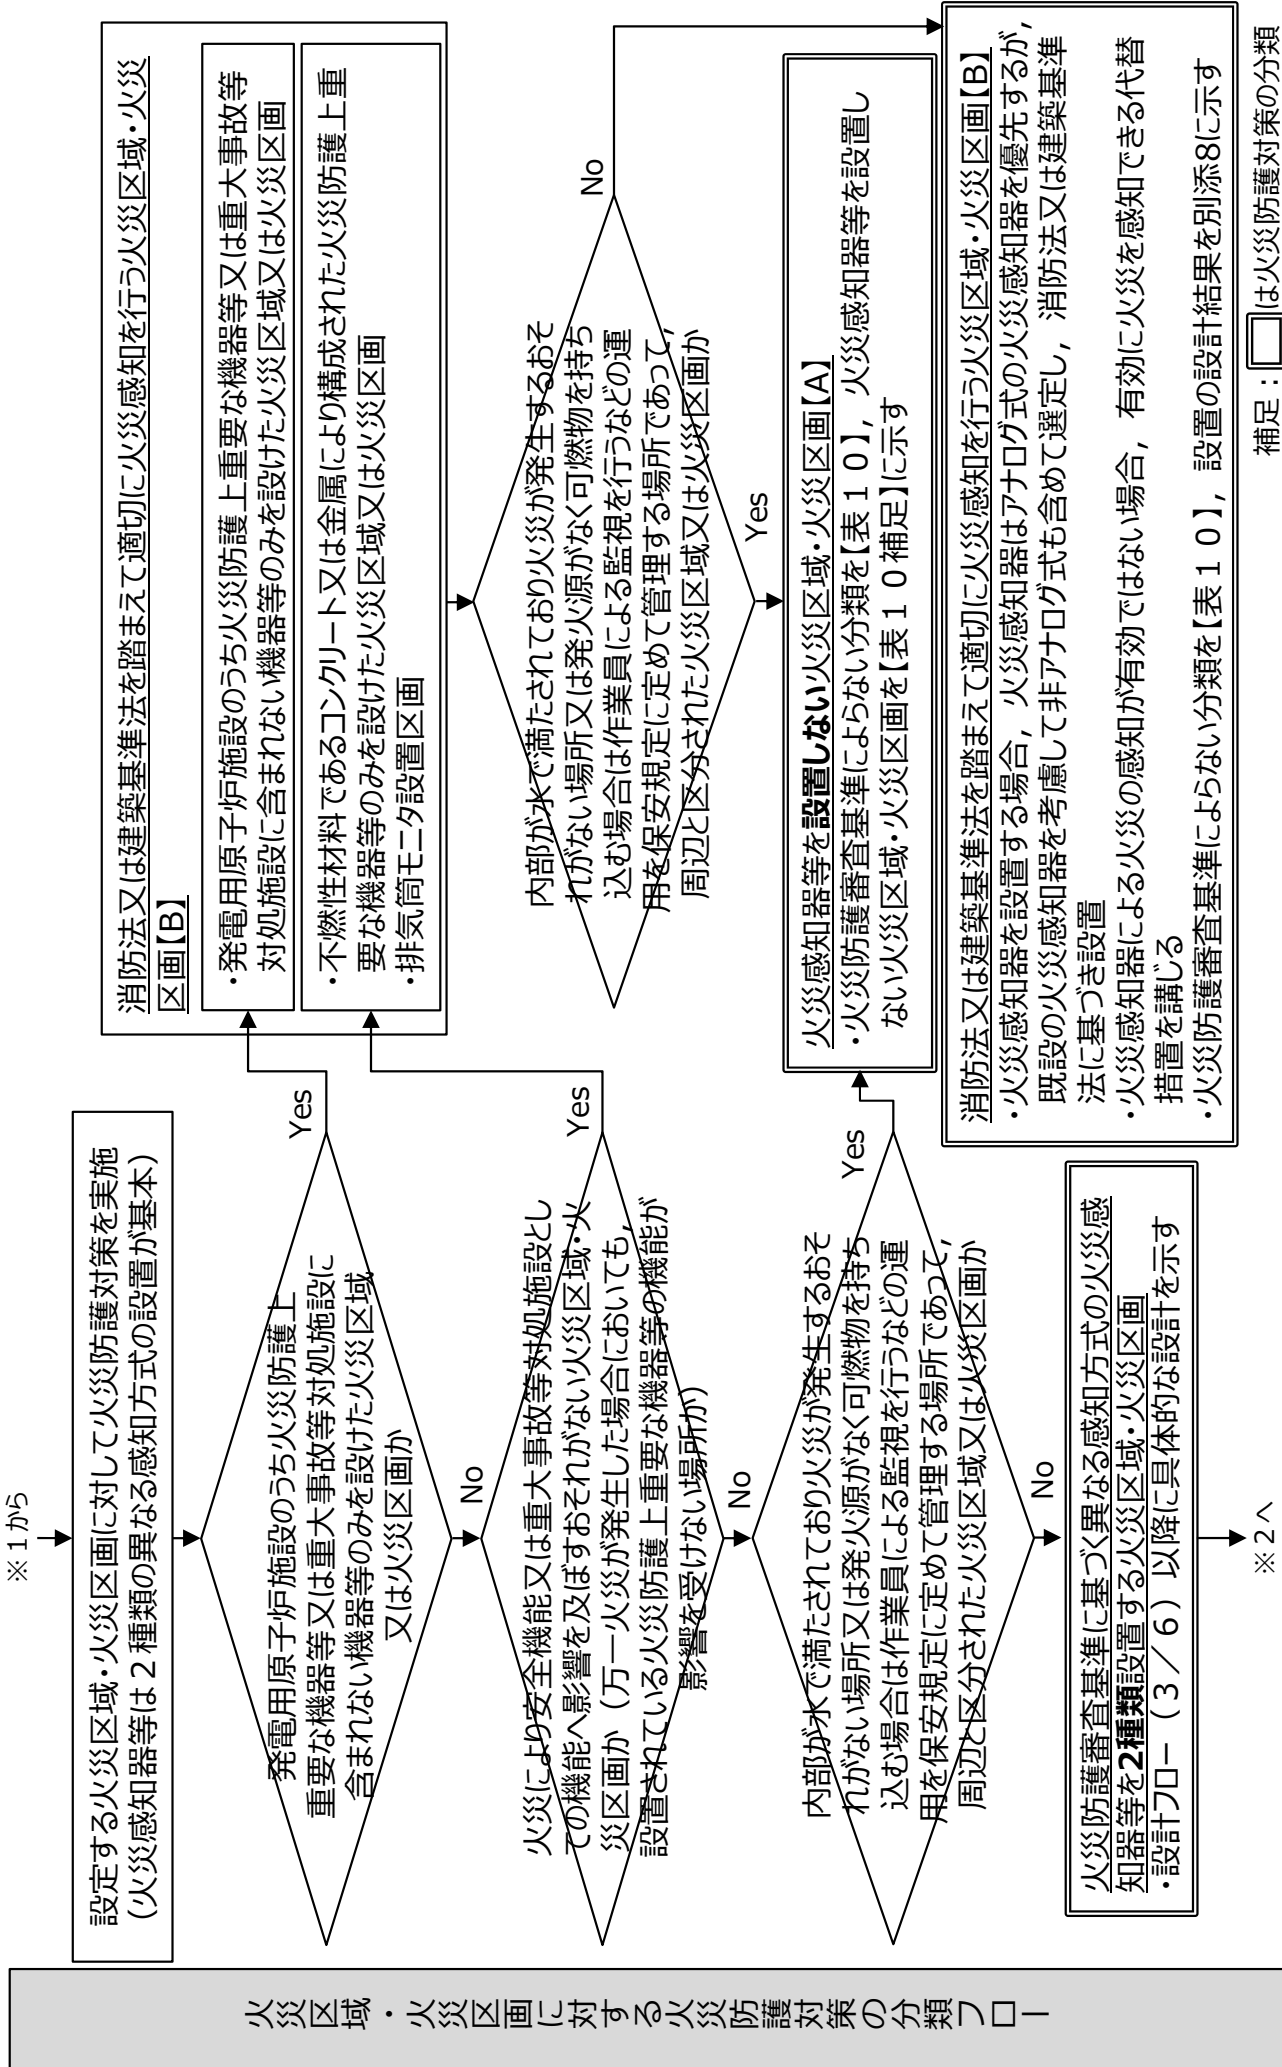 火災区域・火災区画に対する火災防護対策の分類フロー
※１から
設定する火災区域・火災区画に対して火災防護対策を実施
（火災感知器等は２種類の異なる感知方式の設置が基本）
発電用原子炉施設のうち火災防護上
重要な機器等又は重大事故等対処施設に
含まれない機器等のみを設けた火災区域
又は火災区画か
Yes
No
火災により安全機能又は重大事故等対処施設とし
ての機能へ影響を及ぼすおそれがない火災区域・火
災区画か（万一火災が発生した場合においても，
設置されている火災防護上重要な機器等の機能が
影響を受けない場所か）
Yes
No
内部が水で満たされており火災が発生するおそ
れがない場所又は発火源がなく可燃物を持ち
込む場合は作業員による監視を行うなどの運
用を保安規定に定めて管理する場所であって，
周辺と区分された火災区域又は火災区画か
Yes
No
火災防護審査基準に基づく異なる感知方式の火災感
知器等を2種類設置する火災区域・火災区画
・設計フロー（３／６）以降に具体的な設計を示す
※２へ
消防法又は建築基準法を踏まえて適切に火災感知を行う火災区域・火災
区画【B】
・発電用原子炉施設のうち火災防護上重要な機器等又は重大事故等
対処施設に含まれない機器等のみを設けた火災区域又は火災区画
・不燃性材料であるコンクリート又は金属により構成された火災防護上重
要な機器等のみを設けた火災区域又は火災区画
・排気筒モニタ設置区画
内部が水で満たされており火災が発生するおそ
れがない場所又は発火源がなく可燃物を持ち
込む場合は作業員による監視を行うなどの運
用を保安規定に定めて管理する場所であって，
周辺と区分された火災区域又は火災区画か
No
Yes
火災感知器等を設置しない火災区域・火災区画【A】
・火災防護審査基準によらない分類を【表１０】，火災感知器等を設置し
ない火災区域・火災区画を【表１０補足】に示す
消防法又は建築基準法を踏まえて適切に火災感知を行う火災区域・火災区画【B】
・火災感知器を設置する場合，火災感知器はアナログ式の火災感知器を優先するが，
既設の火災感知器を考慮して非アナログ式も含めて選定し，消防法又は建築基準
法に基づき設置
・火災感知器による火災の感知が有効ではない場合，有効に火災を感知できる代替
措置を講じる
・火災防護審査基準によらない分類を【表１０】，設置の設計結果を別添8に示す
補足：は火災防護対策の分類